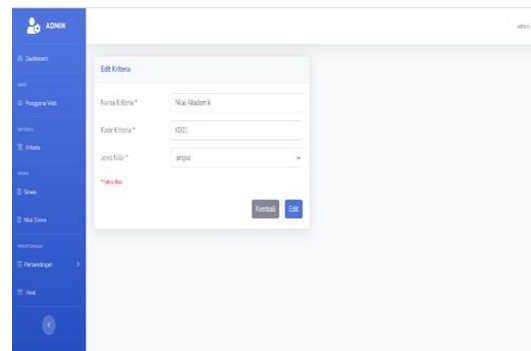 ADMIN
admin
Dashboard
Pengguna Web
Kriteria
Siswa
Nilai Siswa
Perbandingan
Hasil
Edit Kriteria
Nama Kriteria *
Nilai Akademik
Kode Kriteria *
Jenis Nilai *
angka
Kembali
Edit